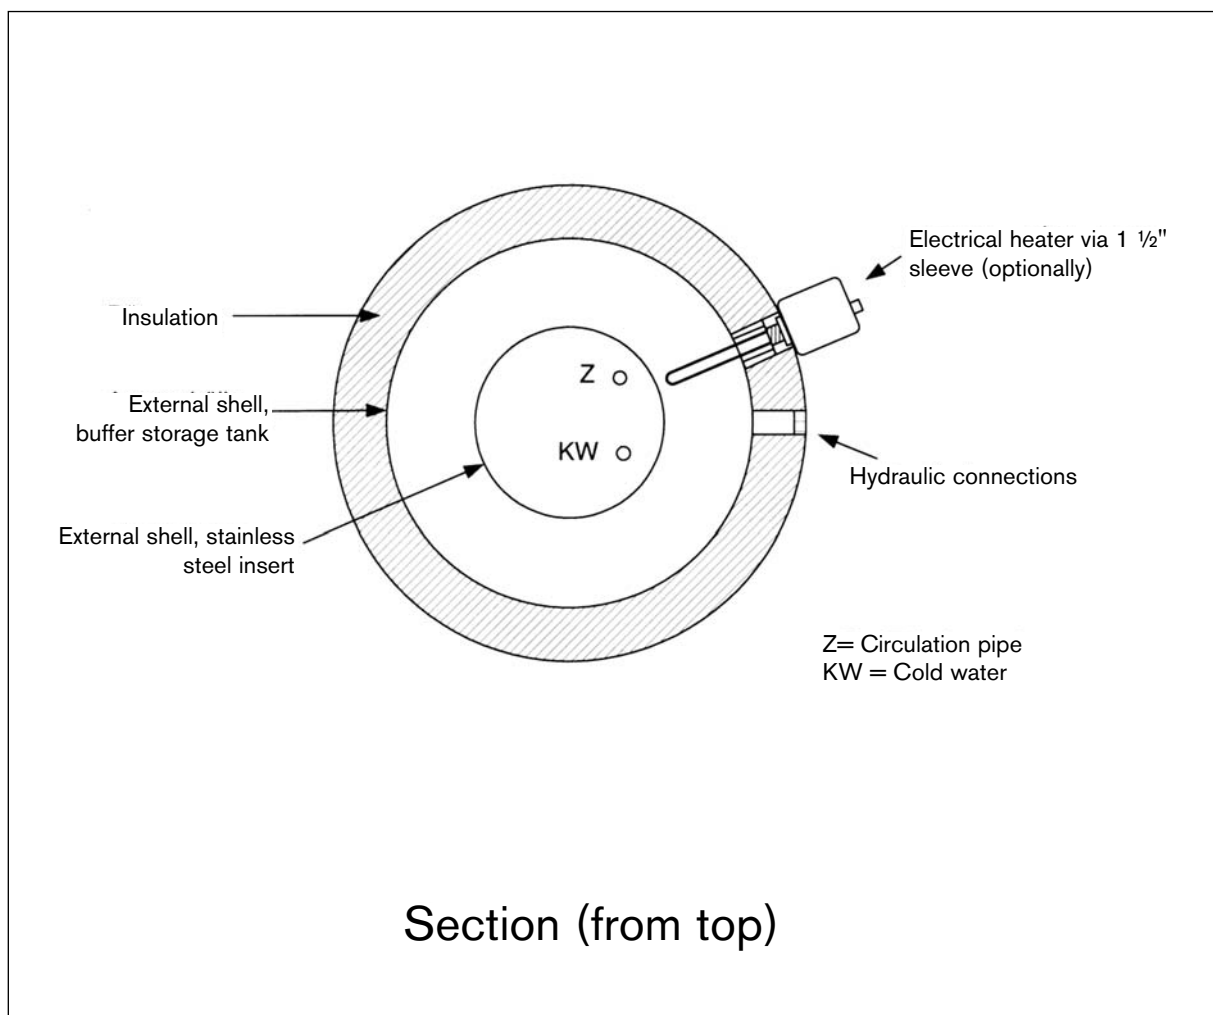 Electrical heater via 1 ½"
sleeve (optionally)
Insulation
External shell,
buffer storage tank
Z
KW
Hydraulic connections
External shell, stainless
steel insert
Z= Circulation pipe
KW = Cold water
Section (from top)